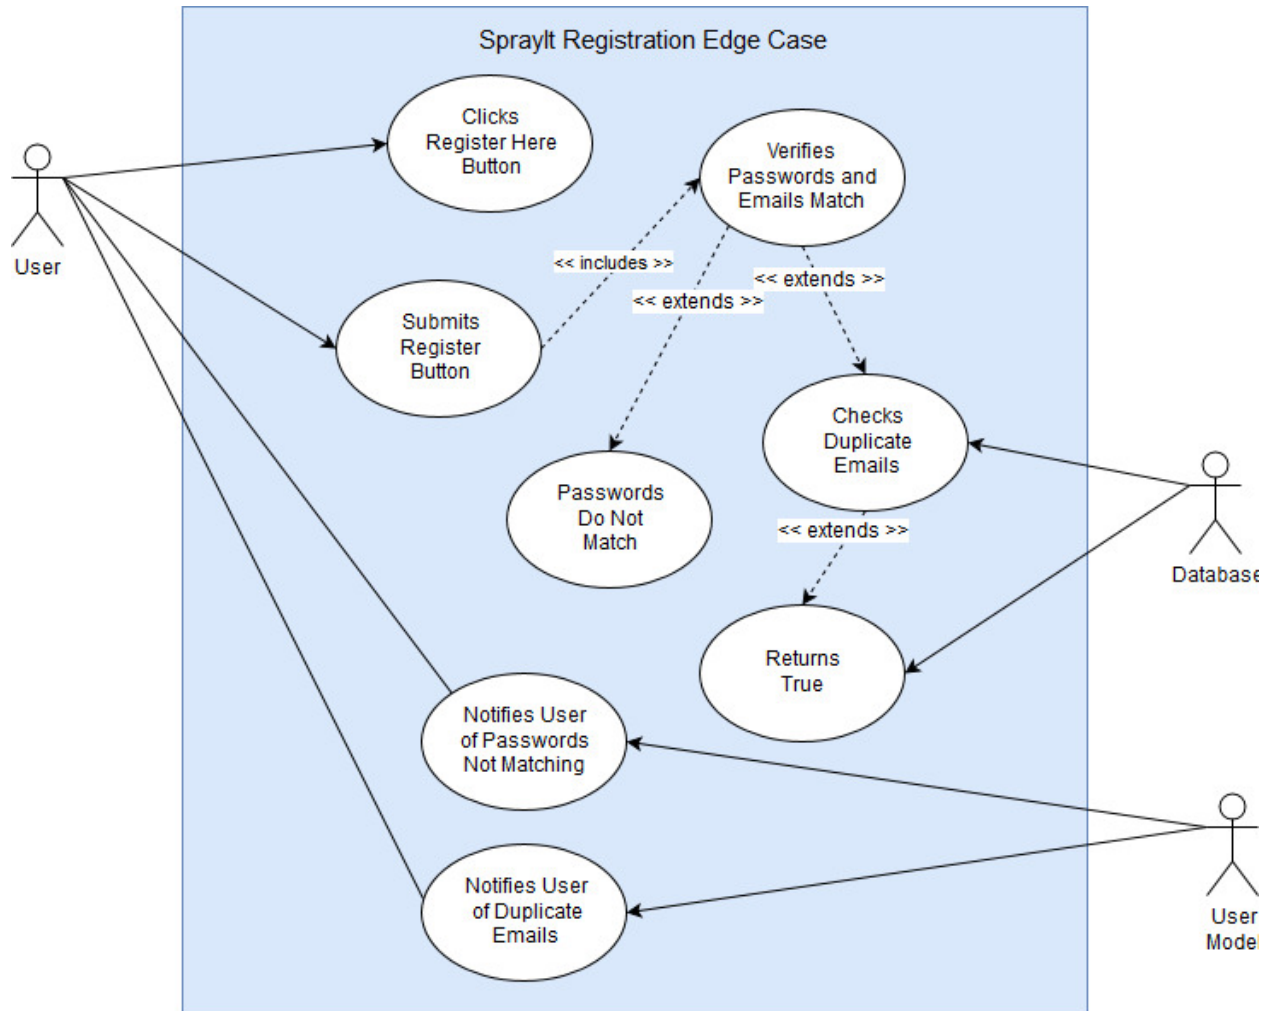 SprayIt Registration Edge Case
Clicks
Register Here
Button
Verifies
Passwords and
Emails Match
User
<< includes >>
<< extends >>
<< extends >>
Submits
Register
Button
Checks
Duplicate
Emails
Passwords
Do Not
Match
<< extends >>
Database
Returns
True
Notifies User
of Passwords
Not Matching
Notifies User
of Duplicate
Emails
User
Model